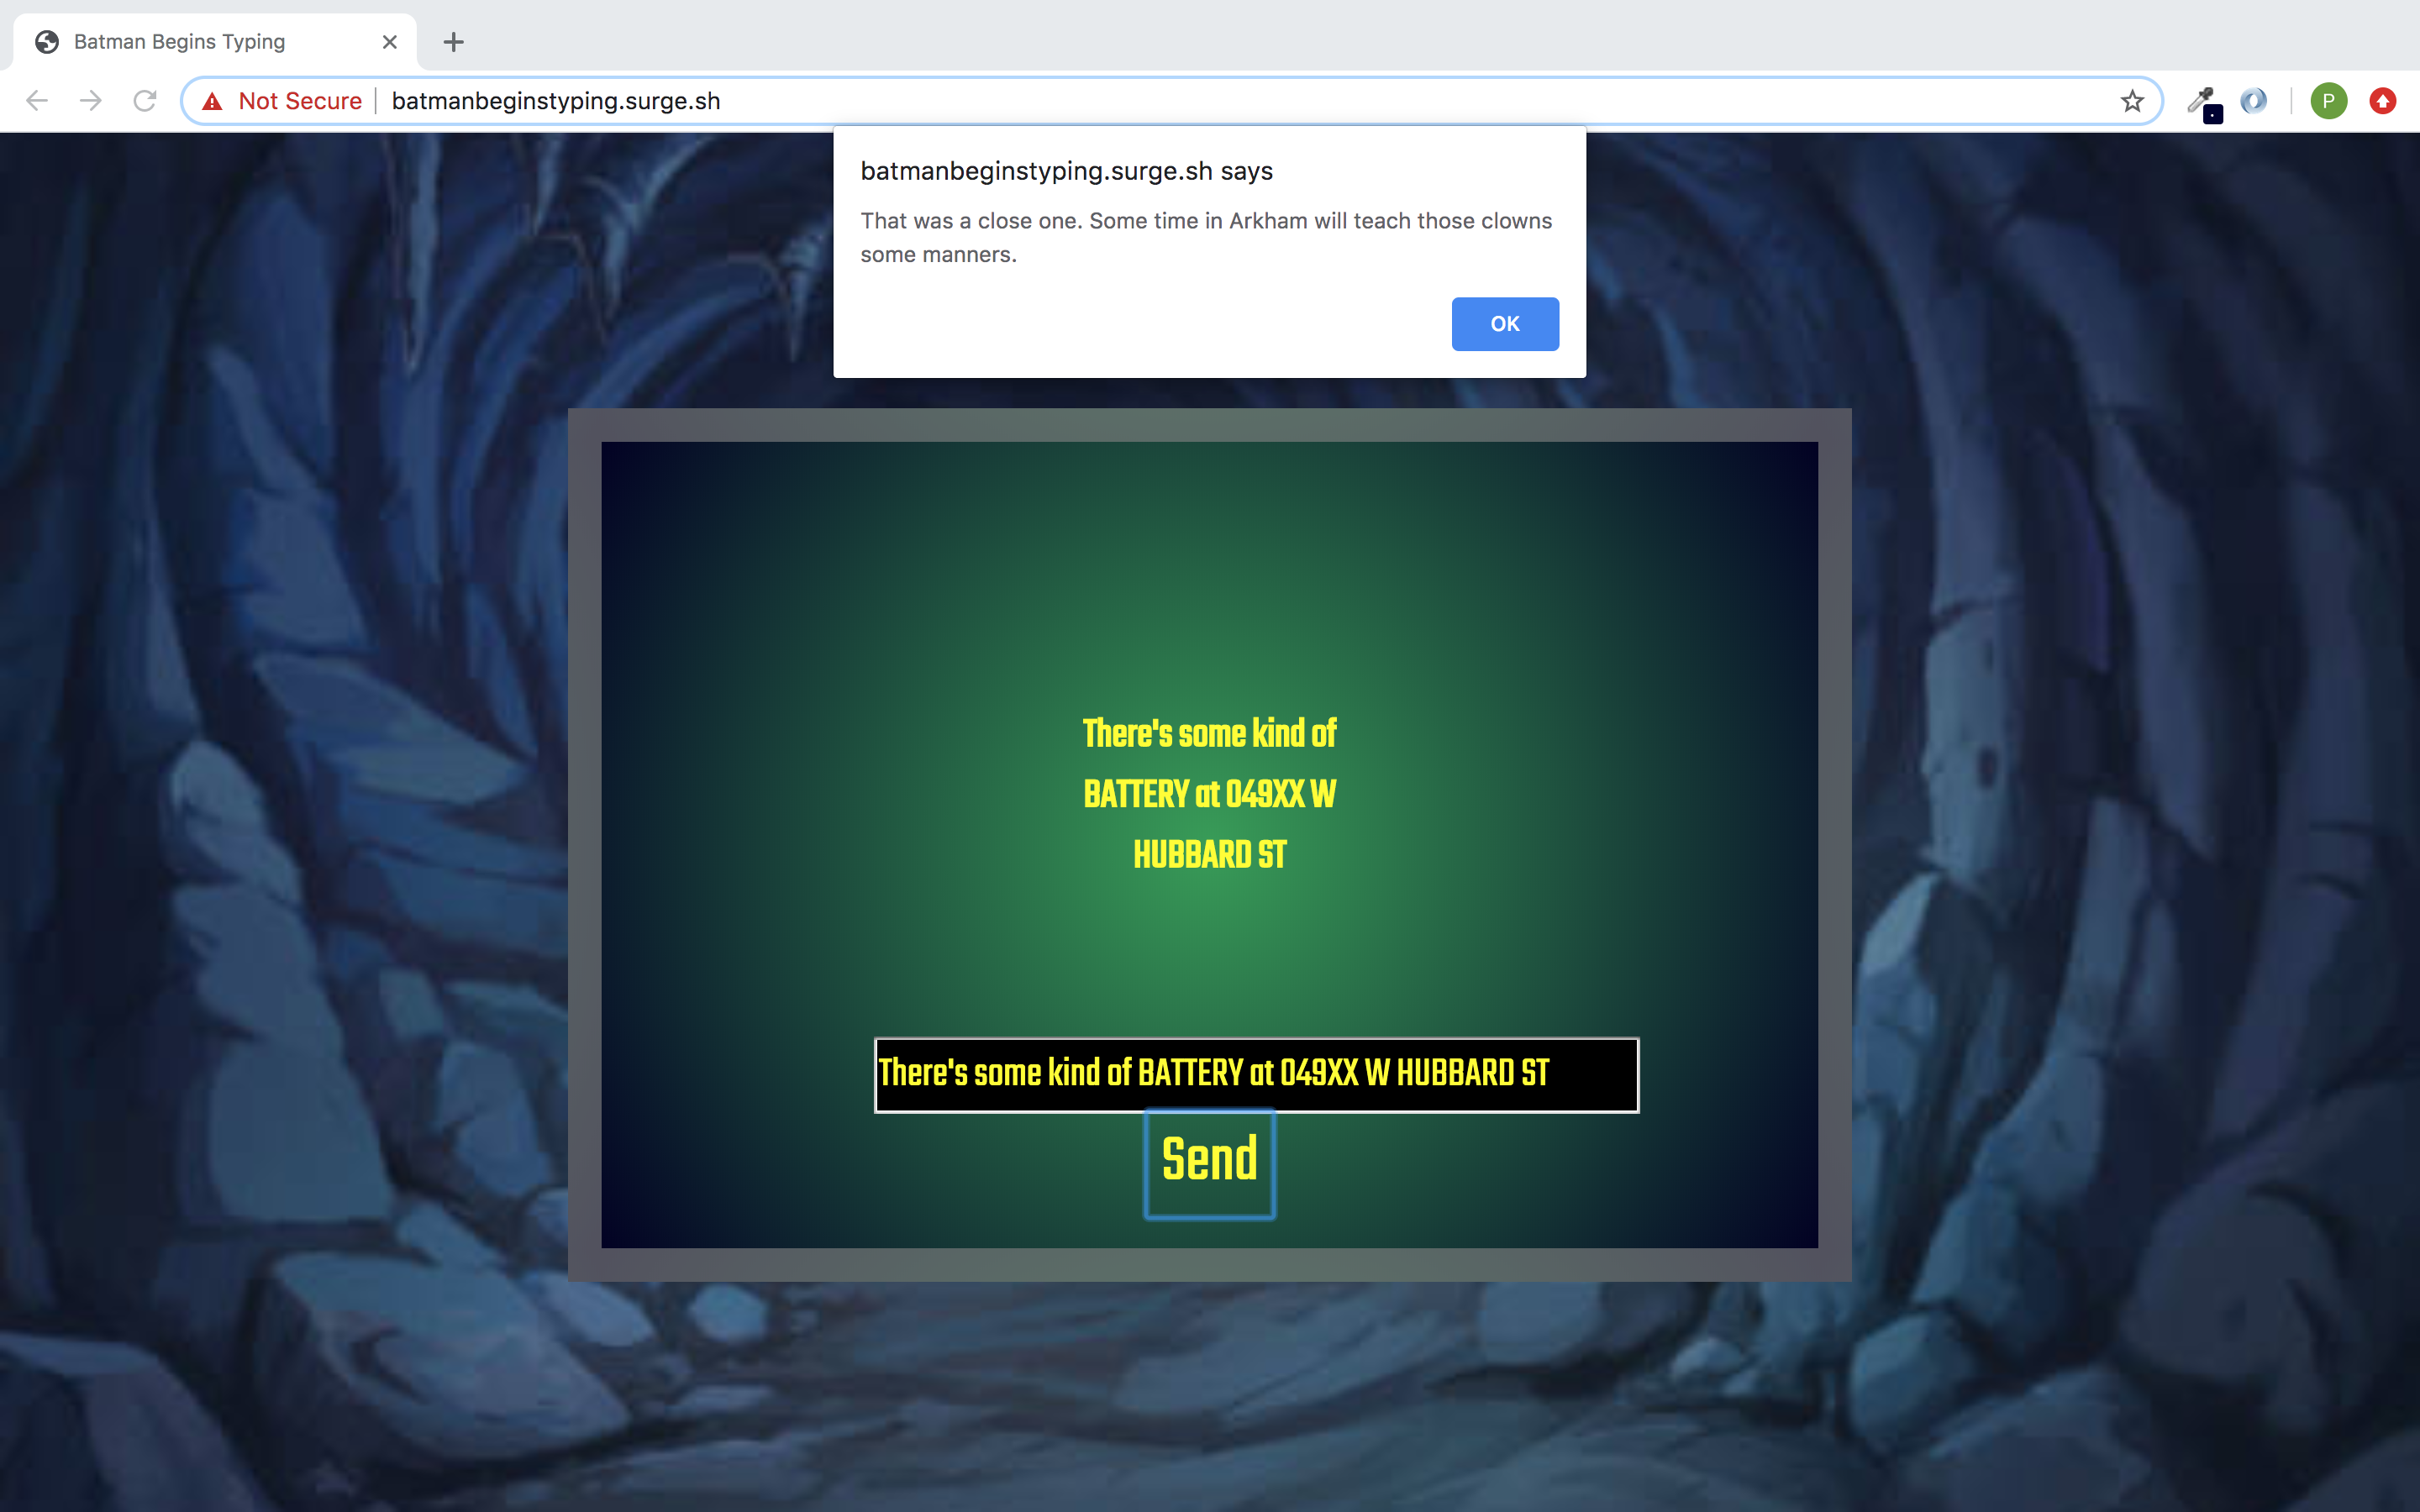 Batman Begins Typing
Not Secure
batmanbeginstyping.surge.sh
P
batmanbeginstyping.surge.sh says
That was a close one. Some time in Arkham will teach those clowns
some manners.
OK
There's some kind of
BATTERY at 049XX W
HUBBARD ST
There's some kind of BATTERY at 049XX W HUBBARD ST
Send